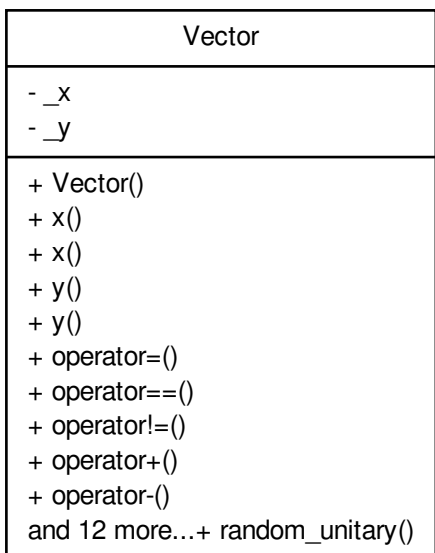 Vector
- _x
- _y
+ Vector()
+ x()
+ x()
+ y()
+ y()
+ operator=()
+ operator==()
+ operator!=()
+ operator+()
+ operator-()
and 12 more...+ random_unitary()